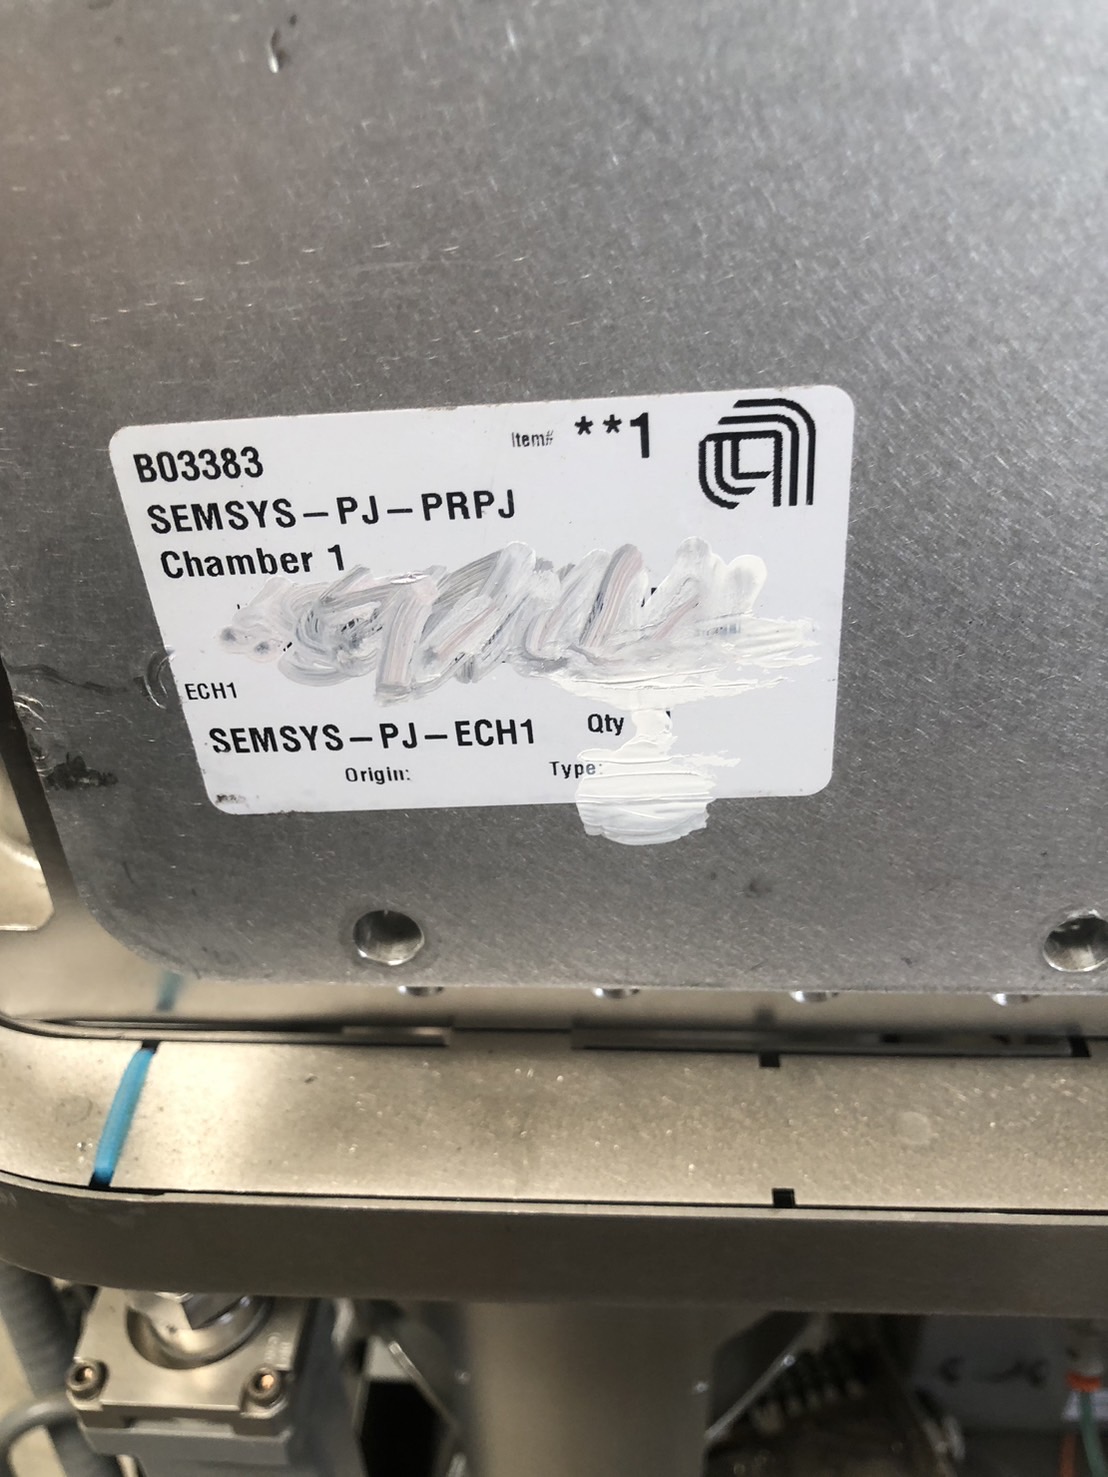 B03383 Item# **1
SEMSYS-PJ-PRPJ
Chamber 1
ECH1
SEMSYS-PJ-ECH1 Qty
Origin: Type: